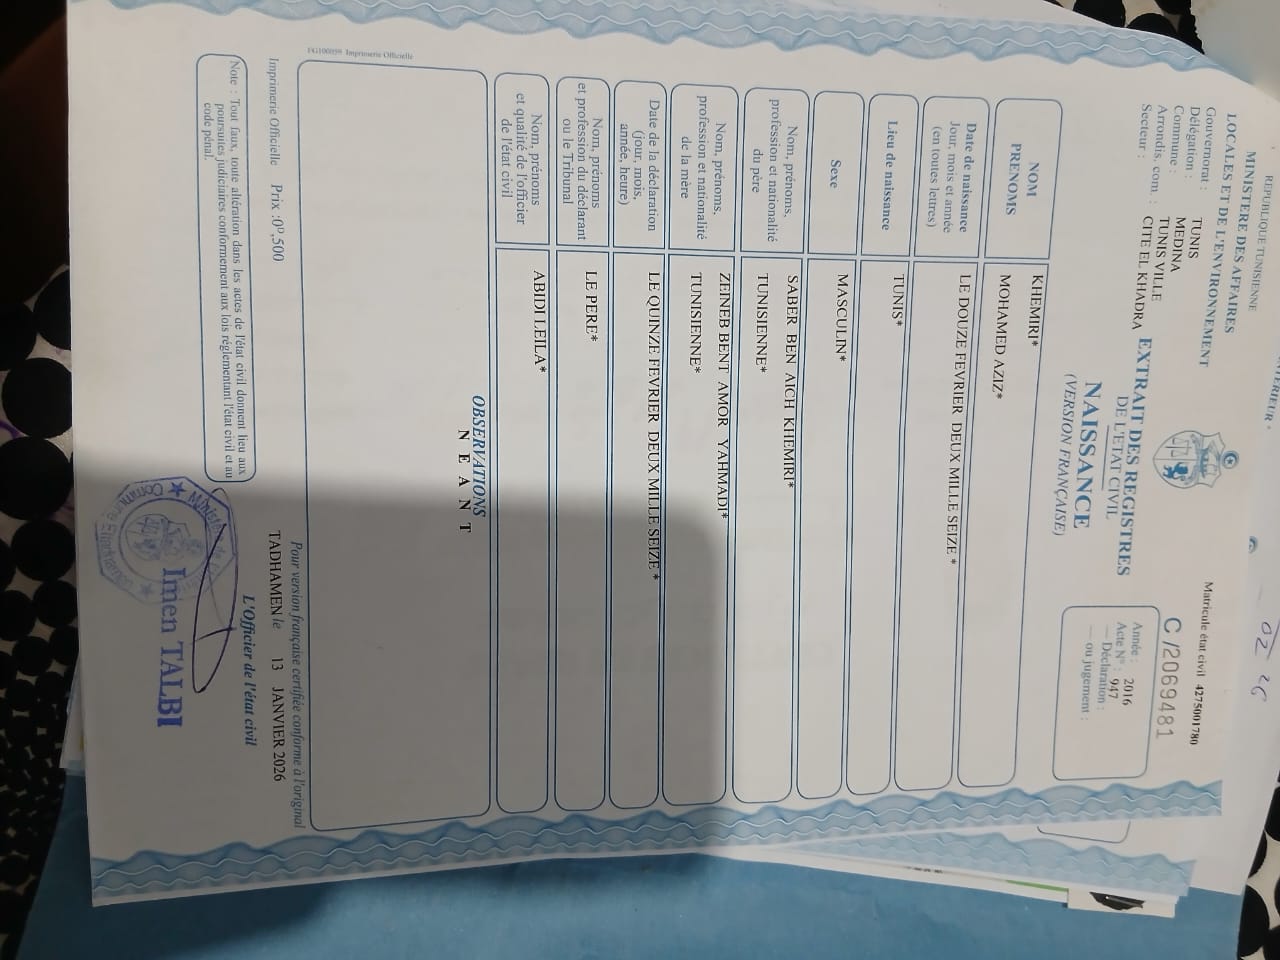 REPUBLIQUE TUNISIENNE
MINISTERE DES AFFAIRES
LOCALES ET DE L'ENVIRONNEMENT
Gouvernorat : TUNIS
Délégation : MEDINA
Commune : TUNIS VILLE
Arrondis. com : CITE EL KHADRA
Secteur :
EXTRAIT DES REGISTRES
DE L'ETAT CIVIL
NAISSANCE
(VERSION FRANÇAISE)
Matricule état civil 4275001780
C /2069481
Année : 2016
Acte N° : 947
— Déclaration :
— ou jugement :
NOM
PRENOMS
KHEMIRI*
MOHAMED AZIZ*
Date de naissance
Jour, mois et année
(en toutes lettres)
LE DOUZE FEVRIER DEUX MILLE SEIZE *
Lieu de naissance
TUNIS*
Sexe
MASCULIN*
Nom, prénoms,
profession et nationalité
du père
SABER BEN AICH KHEMIRI*
TUNISIENNE*
Nom, prénoms,
profession et nationalité
de la mère
ZEINEB BENT AMOR YAHMADI*
TUNISIENNE*
Date de la déclaration
(jour, mois,
année, heure)
LE QUINZE FEVRIER DEUX MILLE SEIZE *
Nom, prénoms
et profession du déclarant
ou le Tribunal
LE PERE*
Nom, prénoms
et qualité de l'officier
de l'état civil
ABIDI LEILA*
OBSERVATIONS
N E A N T
FG100059 Imprimerie Officielle
Imprimerie Officielle Prix :0ᴰ,500
Pour version française certifiée conforme à l'original
TADHAMEN le 13 JANVIER 2026
L'Officier de l'état civil
Note : Tout faux, toute altération dans les actes de l'état civil donnent lieu aux
poursuites judiciaires conformement aux lois réglementant l'état civil et au
code pénal.
Imen TALBI